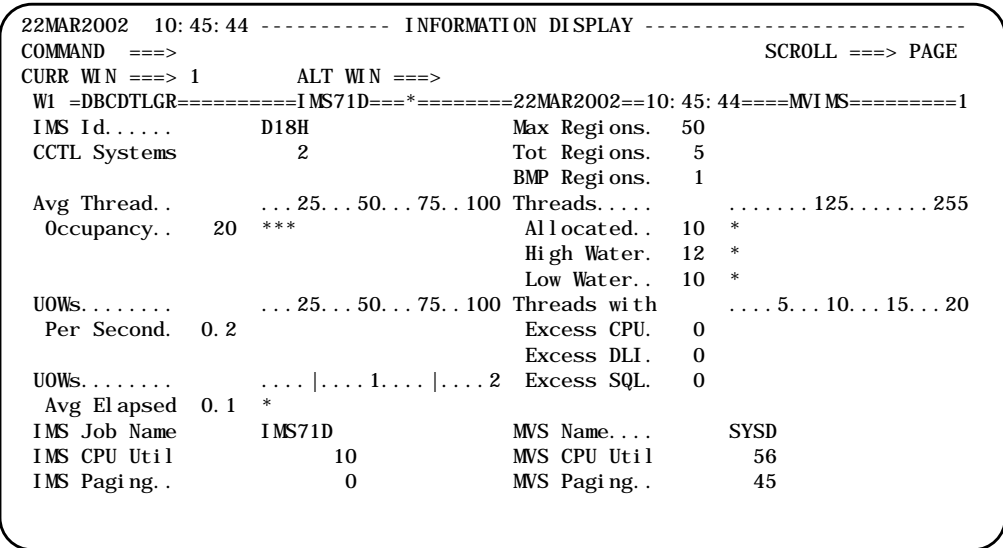 22MAR2002  10:45:44 ----------- INFORMATION DISPLAY ---------------------------
COMMAND  ===>                                                 SCROLL ===> PAGE
CURR WIN ===> 1         ALT WIN ===>
W1 =DBCDTLGR==========IMS71D===*========22MAR2002==10:45:44====MVIMS=========1
IMS Id......       D18H                    Max Regions.  50
CCTL Systems          2                    Tot Regions.   5
BMP Regions.   1
Avg Thread..       ...25...50...75..100 Threads.....      .......125.......255
Occupancy..   20  ***                     Allocated..  10  *
High Water.  12  *
Low Water..  10  *
UOWs........       ...25...50...75..100 Threads with      ....5...10...15...20
Per Second.  0.2                          Excess CPU.   0
Excess DLI.   0
UOWs........       ....|....1....|....2  Excess SQL.   0
Avg Elapsed  0.1  *
IMS Job Name       IMS71D                MVS Name....      SYSD
IMS CPU Util             10              MVS CPU Util        56
IMS Paging..              0              MVS Paging..        45